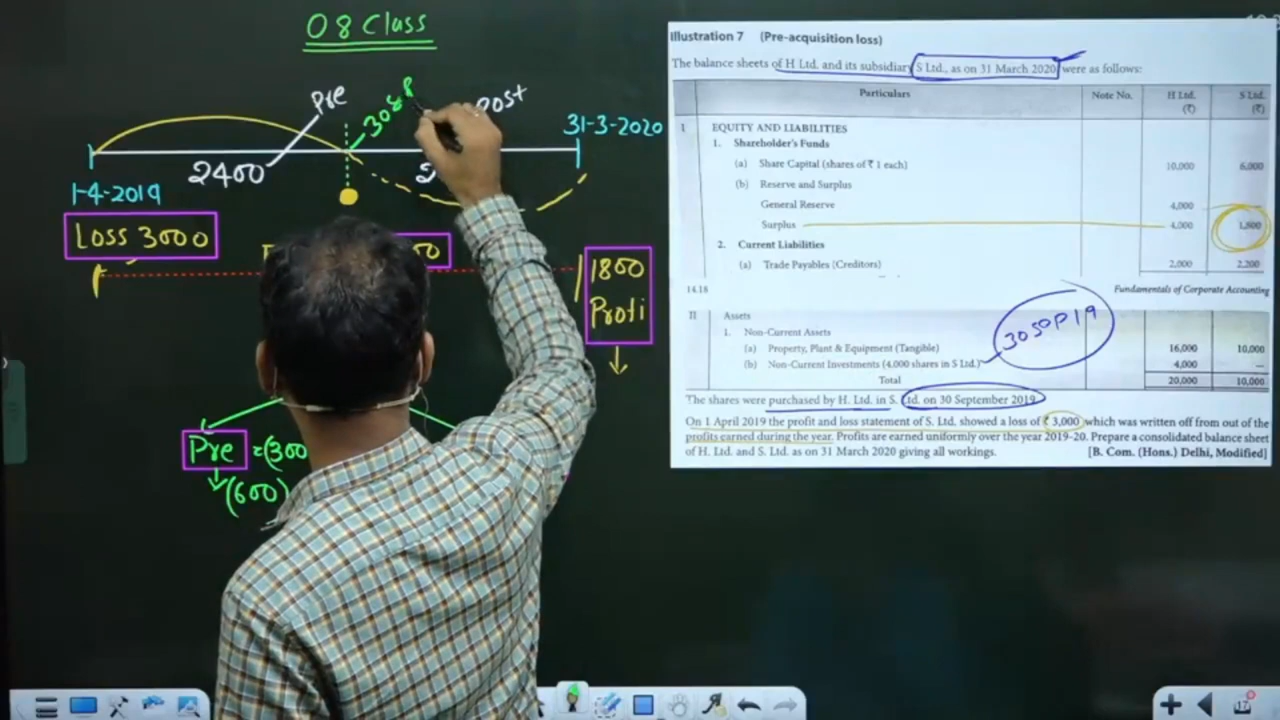 08 Class
Pre
Post
31-3-2020
2400
1-4-2019
Loss 3000
1800
Profi
Pre =(300
(600)
Illustration 7 (Pre-acquisition loss)
The balance sheets of H Ltd. and its subsidiary S Ltd., as on 31 March 2020 were as follows:
Particulars Note No. H Ltd. (₹) S Ltd. (₹)
I EQUITY AND LIABILITIES
1. Shareholder's Funds
(a) Share Capital (shares of ₹ 1 each) 10,000 6,000
(b) Reserve and Surplus
General Reserve 4,000
Surplus 4,000 1,800
2. Current Liabilities
(a) Trade Payables (Creditors) 2,000 2,200
14.18 Fundamentals of Corporate Accounting
II Assets
1. Non-Current Assets
(a) Property, Plant & Equipment (Tangible) 16,000 10,000
(b) Non-Current Investments (4,000 shares in S Ltd.) 4,000 —
Total 20,000 10,000
The shares were purchased by H. Ltd. in S. Ltd. on 30 September 2019.
On 1 April 2019 the profit and loss statement of S. Ltd. showed a loss of ₹ 3,000 which was written off from out of the
profits earned during the year. Profits are earned uniformly over the year 2019-20. Prepare a consolidated balance sheet
of H. Ltd. and S. Ltd. as on 31 March 2020 giving all workings. [B. Com. (Hons.) Delhi, Modified]
17